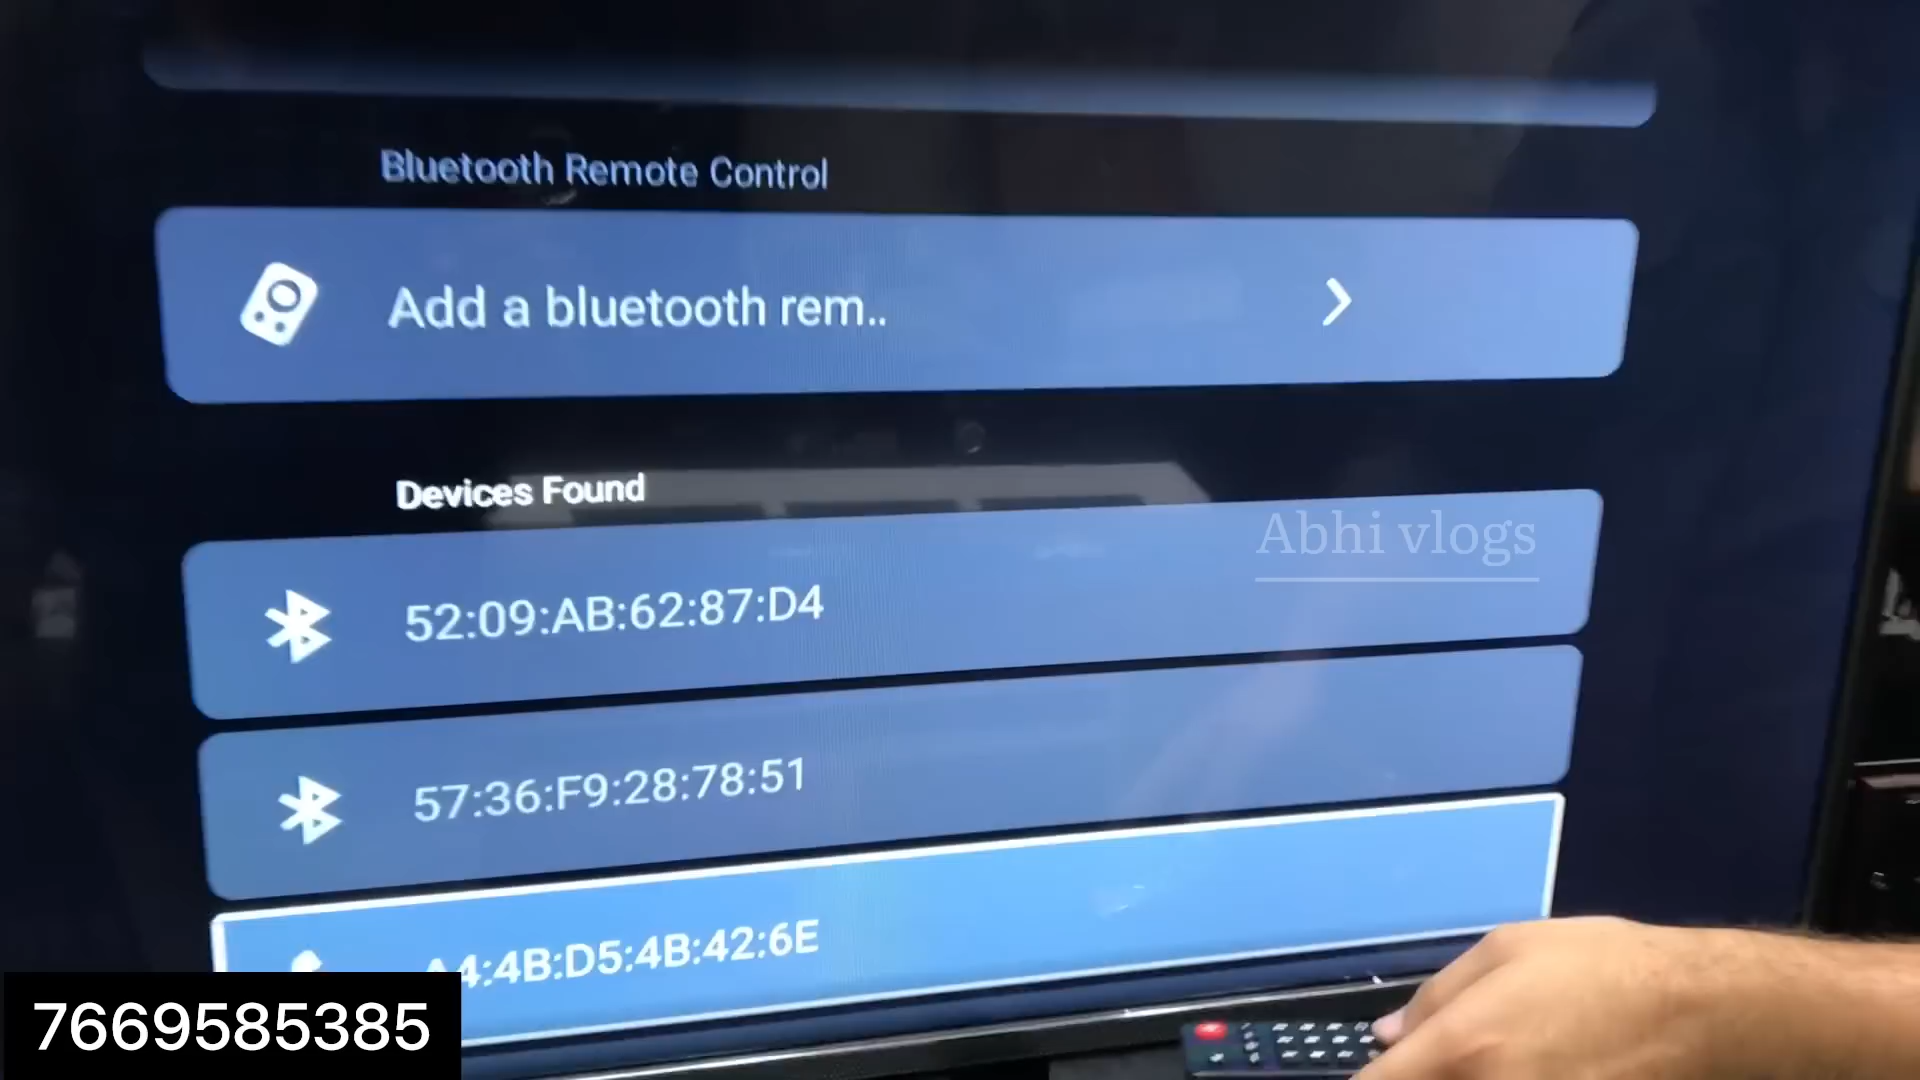 Bluetooth Remote Control
Add a bluetooth rem..
Devices Found
Abhi vlogs
52:09:AB:62:87:D4
57:36:F9:28:78:51
A4:4B:D5:4B:42:6E
7669585385